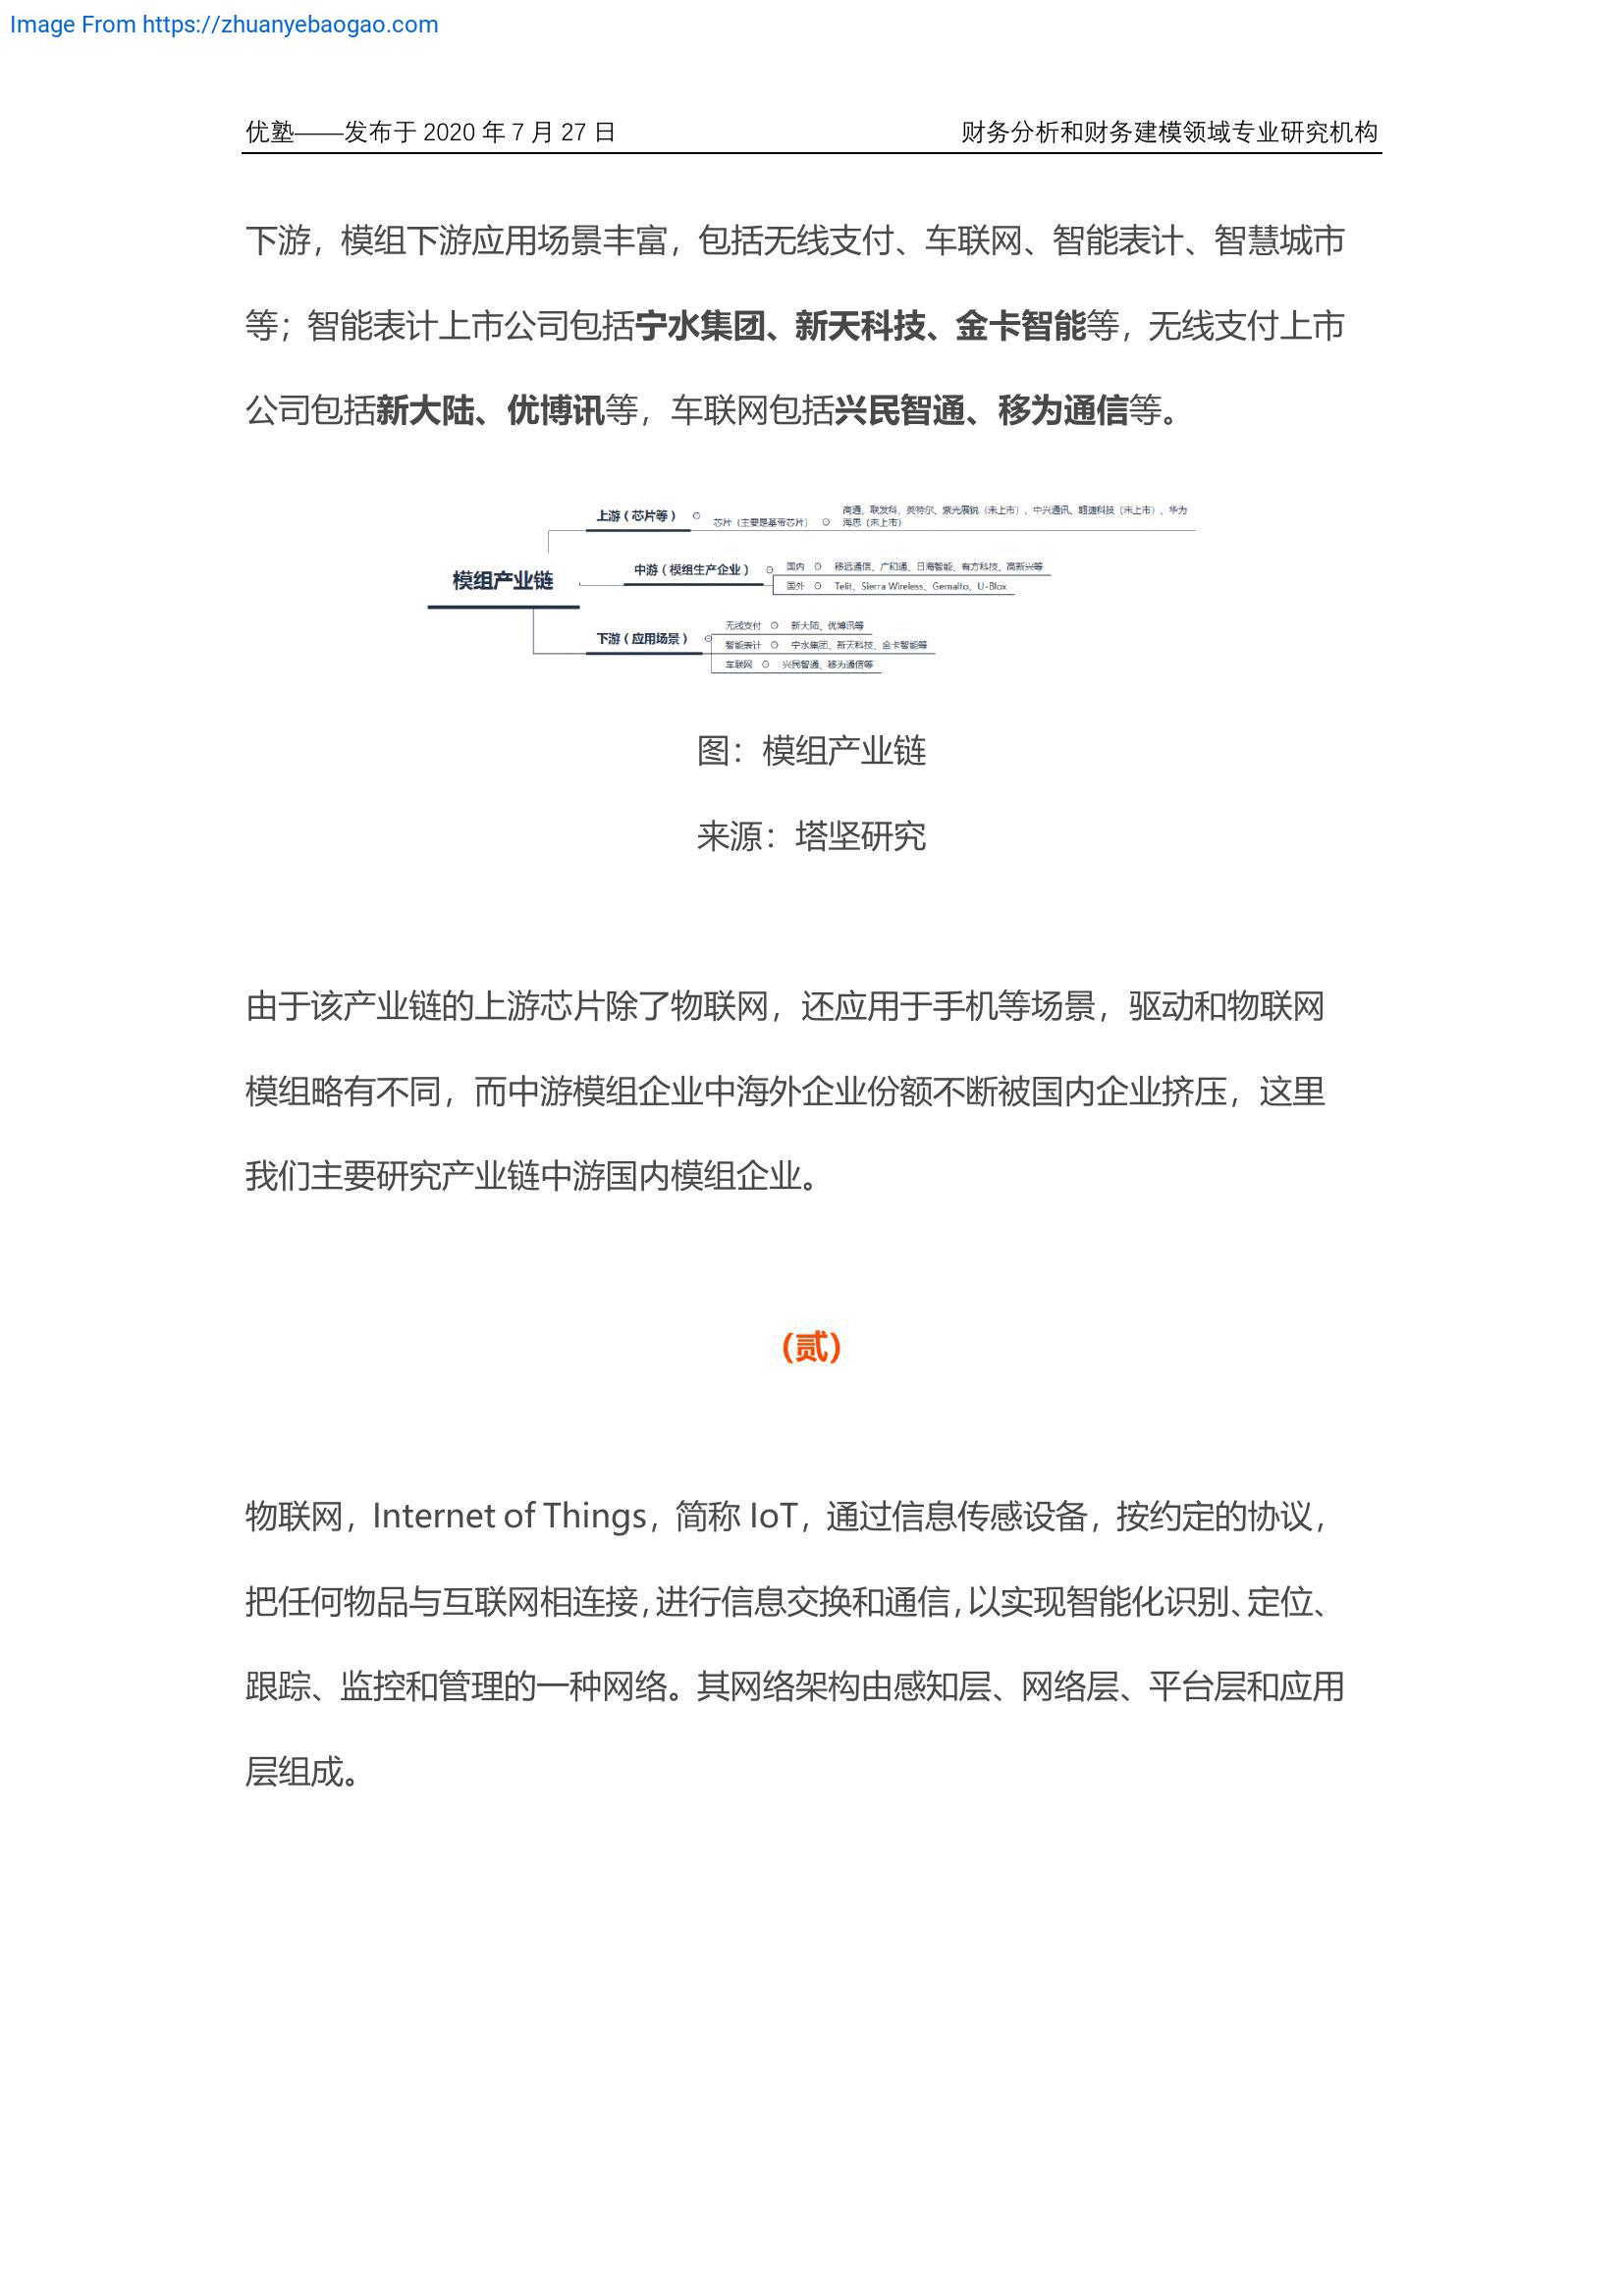 Image From https://zhuanyebaogao.com
优塾——发布于 2020 年 7 月 27 日 财务分析和财务建模领域专业研究机构
下游，模组下游应用场景丰富，包括无线支付、车联网、智能表计、智慧城市
等；智能表计上市公司包括宁水集团、新天科技、金卡智能等，无线支付上市
公司包括新大陆、优博讯等，车联网包括兴民智通、移为通信等。
模组产业链
上游（芯片等）
芯片（主要是基带芯片）
高通、联发科、英特尔、紫光展锐（未上市）、中兴通讯、翱捷科技（未上市）、华为
海思（未上市）
中游（模组生产企业）
国内 移远通信、广和通、日海智能、有方科技、高新兴等
国外 Telit、Sierra Wireless、Gemalto、U-Blox
下游（应用场景）
无线支付 新大陆、优博讯等
智能表计 宁水集团、新天科技、金卡智能等
车联网 兴民智通、移为通信等
图：模组产业链
来源：塔坚研究
由于该产业链的上游芯片除了物联网，还应用于手机等场景，驱动和物联网
模组略有不同，而中游模组企业中海外企业份额不断被国内企业挤压，这里
我们主要研究产业链中游国内模组企业。
(贰)
物联网，Internet of Things，简称 IoT，通过信息传感设备，按约定的协议，
把任何物品与互联网相连接，进行信息交换和通信，以实现智能化识别、定位、
跟踪、监控和管理的一种网络。其网络架构由感知层、网络层、平台层和应用
层组成。